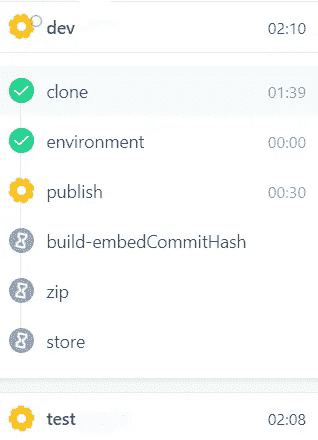 dev 02:10
clone 01:39
environment 00:00
publish 00:30
build-embedCommitHash
zip
store
test 02:08